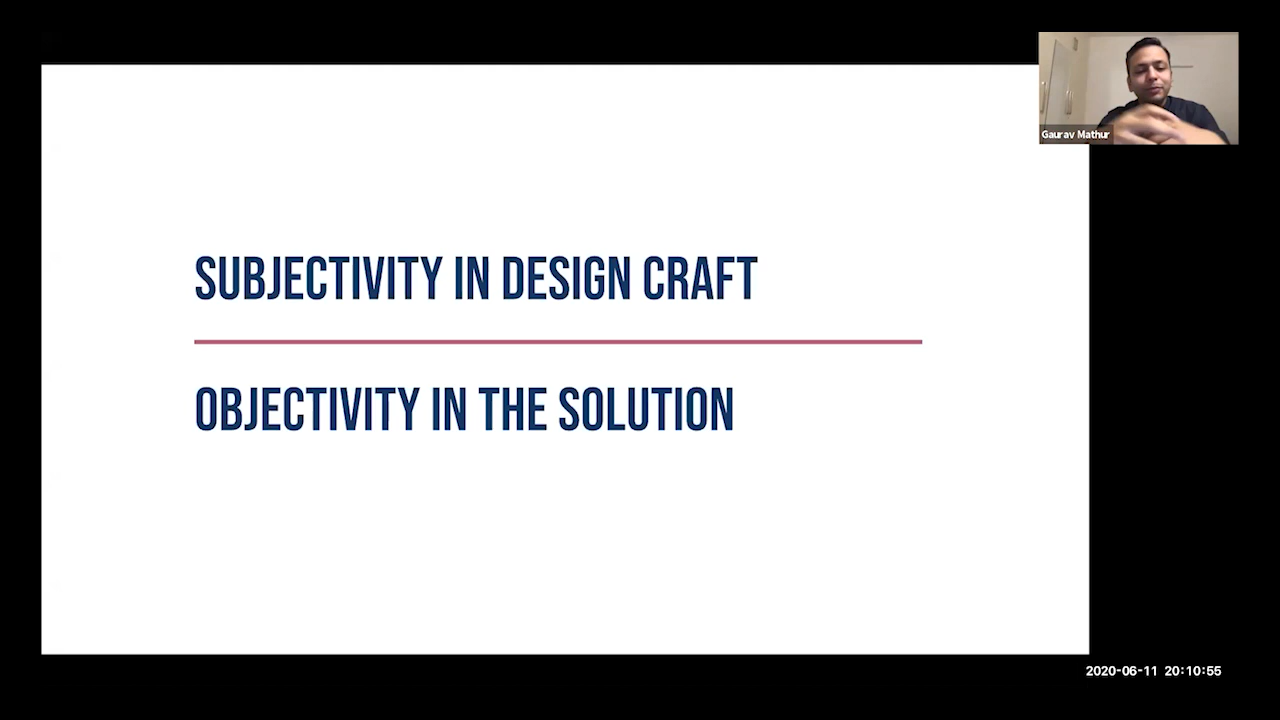 Gaurav Mathur
SUBJECTIVITY IN DESIGN CRAFT
OBJECTIVITY IN THE SOLUTION
2020-06-11 20:10:55